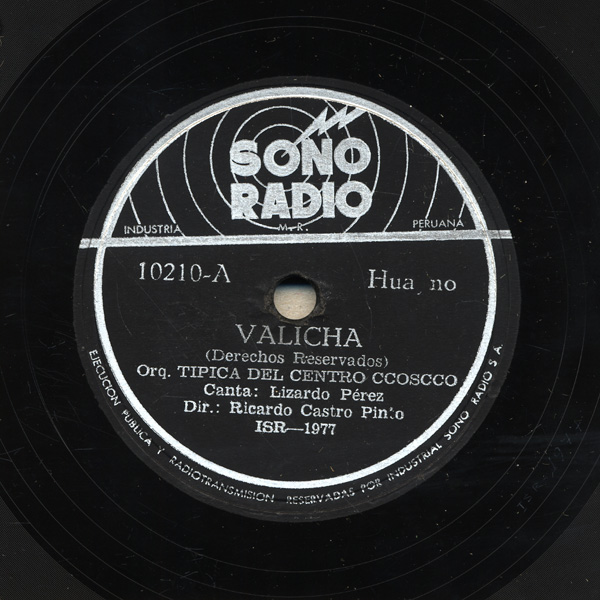 SONO
RADIO
INDUSTRIA M. R. PERUANA
10210-A Huayno
VALICHA
(Derechos Reservados)
Orq. TIPICA DEL CENTRO CCOSCCO
Canta: Lizardo Pérez
Dir.: Ricardo Castro Pinto
ISR—1977
EJECUCION PUBLICA Y RADIOTRANSMISION RESERVADAS POR INDUSTRIAL SONO RADIO S A.